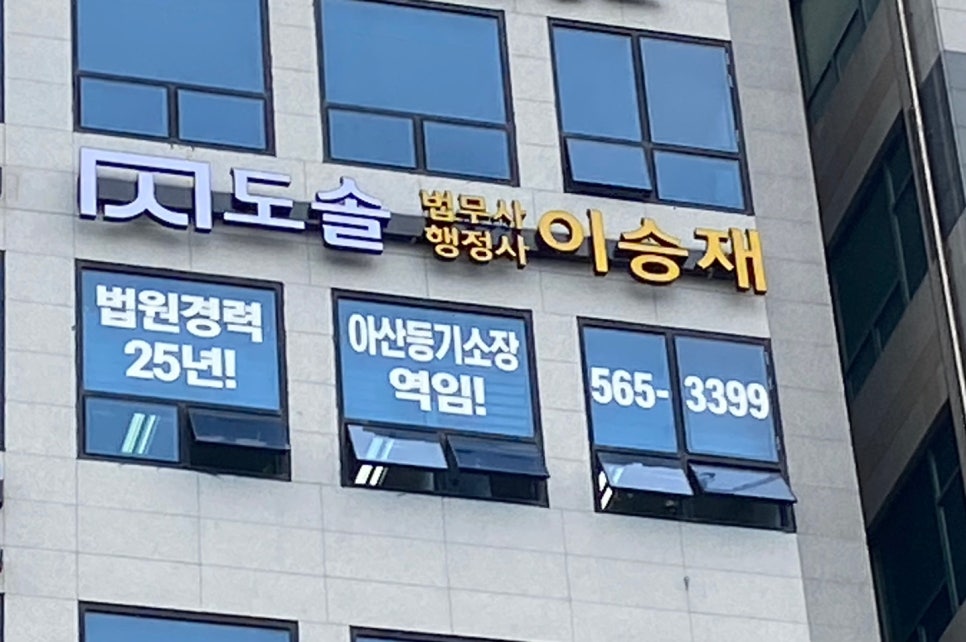 도솔 법무사 행정사 이승재
법원경력
25년!
아산등기소장
역임!
565-3399